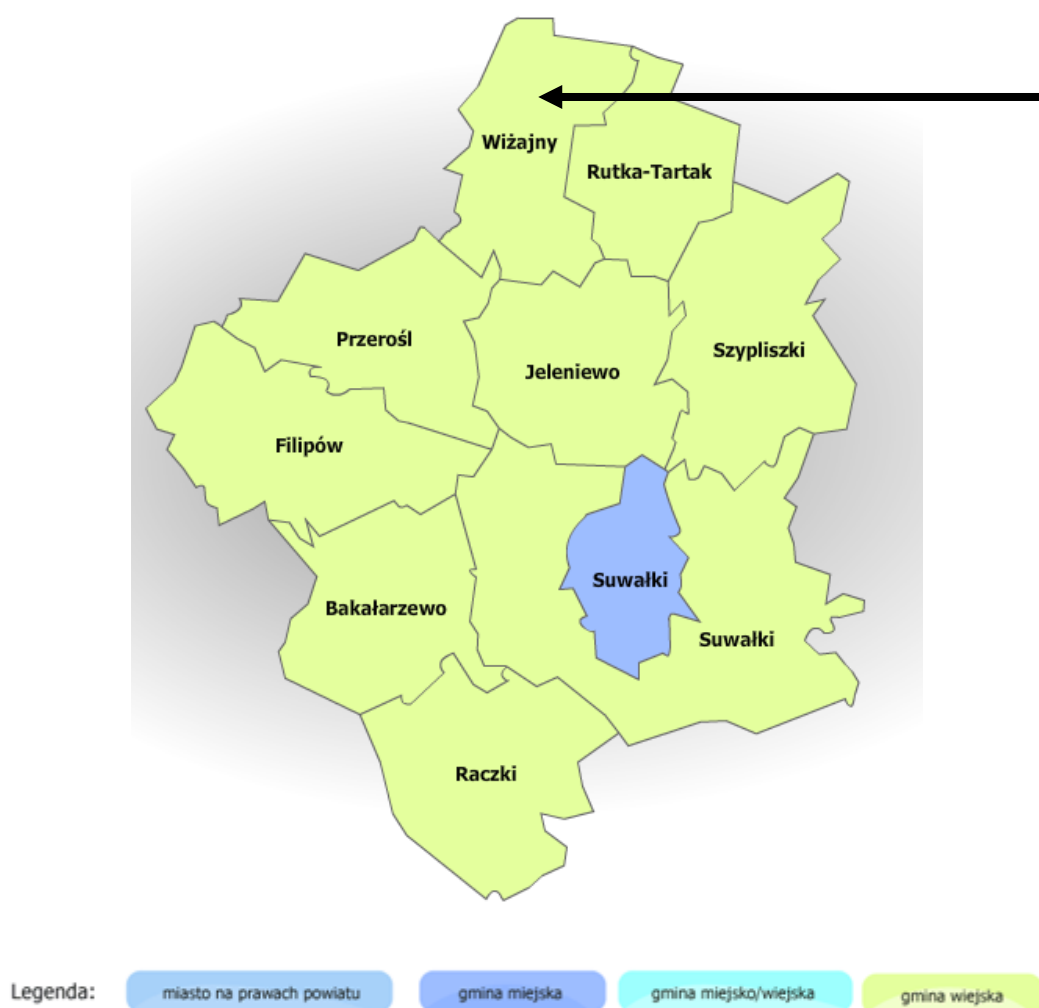 Wiżajny
Rutka-Tartak
Przerośl
Szypliszki
Jeleniewo
Filipów
Suwałki
Bakałarzewo
Suwałki
Raczki
Legenda:
miasto na prawach powiatu
gmina miejska
gmina miejsko/wiejska
gmina wiejska